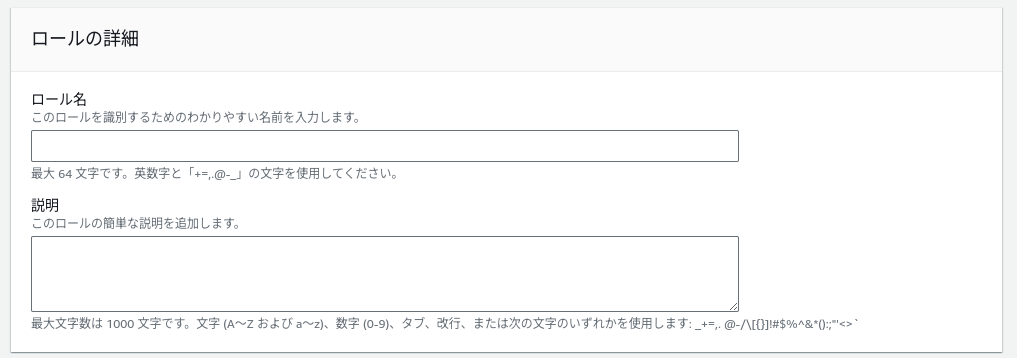 ロールの詳細
ロール名
このロールを識別するためのわかりやすい名前を入力します。
最大 64 文字です。英数字と「+=,.@-_」の文字を使用してください。
説明
このロールの簡単な説明を追加します。
最大文字数は 1000 文字です。文字 (A〜Z および a〜z)、数字 (0-9)、タブ、改行、または次の文字のいずれかを使用します: _+=,. @-/\[{}]!#$%^&*():;"'<>`